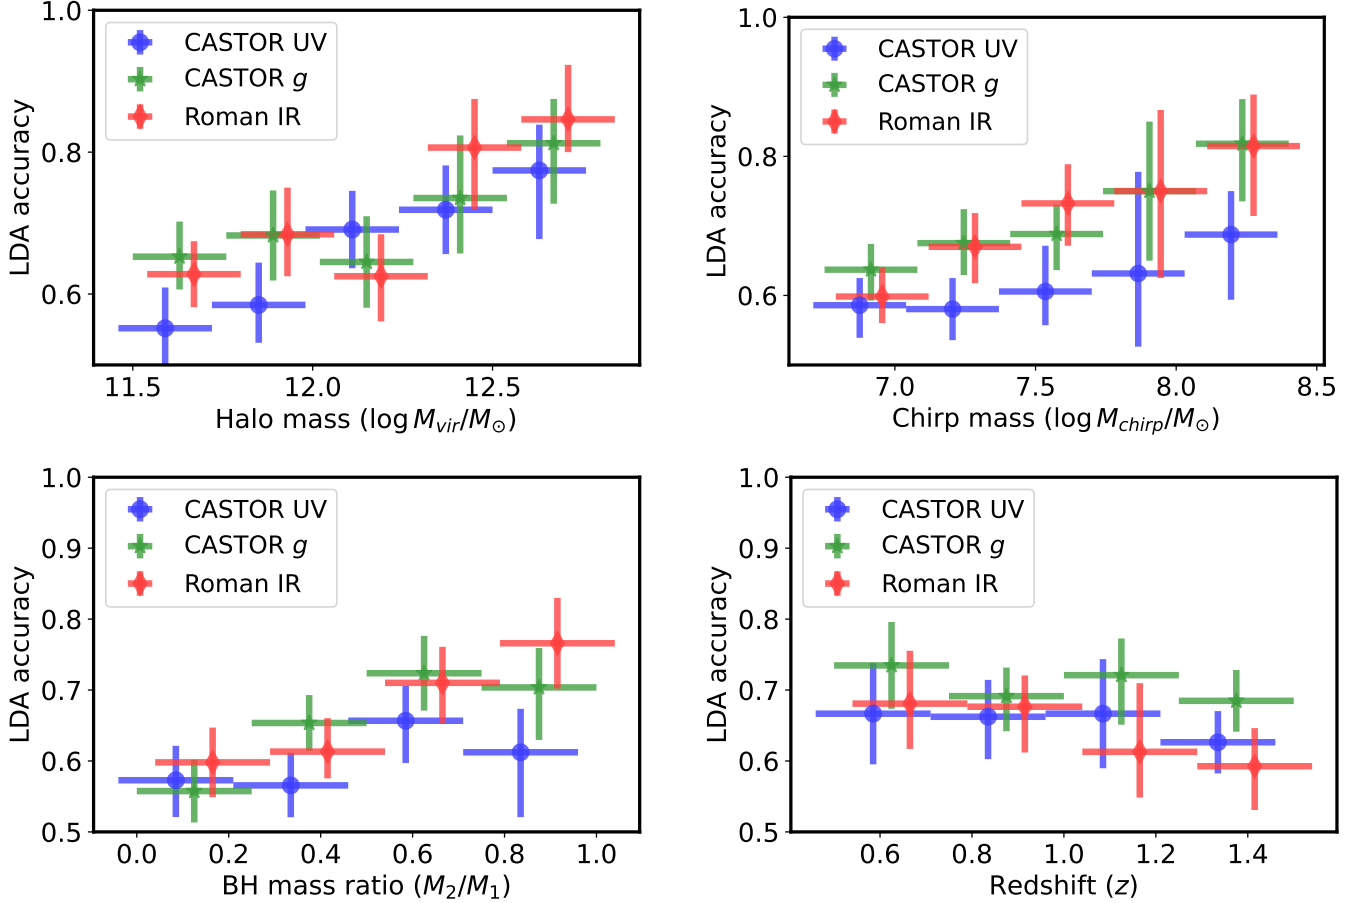 1.0
0.8
0.6
LDA accuracy
CASTOR UV
CASTOR g
Roman IR
11.5 12.0 12.5
Halo mass (log M_vir/M_⊙)
1.0
0.8
0.6
LDA accuracy
CASTOR UV
CASTOR g
Roman IR
7.0 7.5 8.0 8.5
Chirp mass (log M_chirp/M_⊙)
1.0
0.9
0.8
0.7
0.6
0.5
LDA accuracy
CASTOR UV
CASTOR g
Roman IR
0.0 0.2 0.4 0.6 0.8 1.0
BH mass ratio (M_2/M_1)
1.0
0.9
0.8
0.7
0.6
0.5
LDA accuracy
CASTOR UV
CASTOR g
Roman IR
0.6 0.8 1.0 1.2 1.4
Redshift (z)